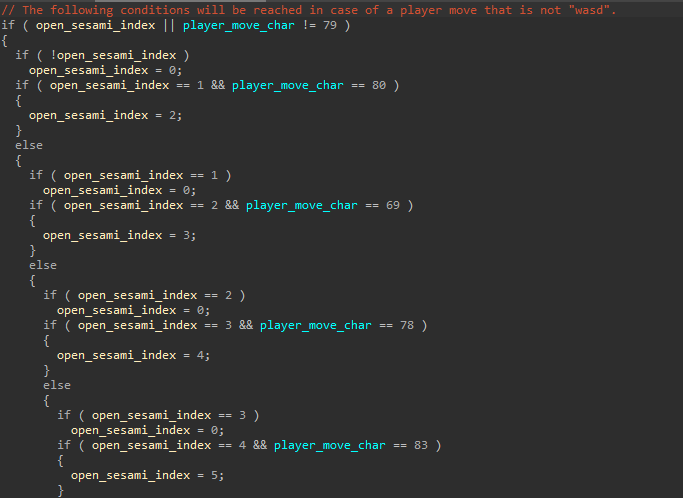 // The following conditions will be reached in case of a player move that is not "wasd".
if ( open_sesami_index || player_move_char != 79 )
{
  if ( !open_sesami_index )
    open_sesami_index = 0;
  if ( open_sesami_index == 1 && player_move_char == 80 )
  {
    open_sesami_index = 2;
  }
  else
  {
    if ( open_sesami_index == 1 )
      open_sesami_index = 0;
    if ( open_sesami_index == 2 && player_move_char == 69 )
    {
      open_sesami_index = 3;
    }
    else
    {
      if ( open_sesami_index == 2 )
        open_sesami_index = 0;
      if ( open_sesami_index == 3 && player_move_char == 78 )
      {
        open_sesami_index = 4;
      }
      else
      {
        if ( open_sesami_index == 3 )
          open_sesami_index = 0;
        if ( open_sesami_index == 4 && player_move_char == 83 )
        {
          open_sesami_index = 5;
        }